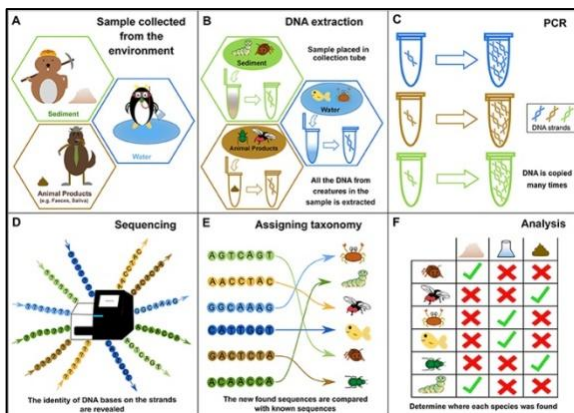 A
Sample collected
from the
environment
Sediment
Water
Animal Products
(e.g. Faeces, Saliva)
B
DNA extraction
Sample placed in
collection tube
Sediment
Water
Animal Products
All the DNA from
creatures in the
sample is extracted
C
PCR
DNA strands
DNA is copied
many times
D
Sequencing
The identity of DNA bases on the strands
are revealed
E
Assigning taxonomy
AGTCAGT
AACCTAC
GGCAAAG
CATTGGT
GACTGTA
ACAACCA
The new found sequences are compared
with known sequences
F
Analysis
Determine where each species was found